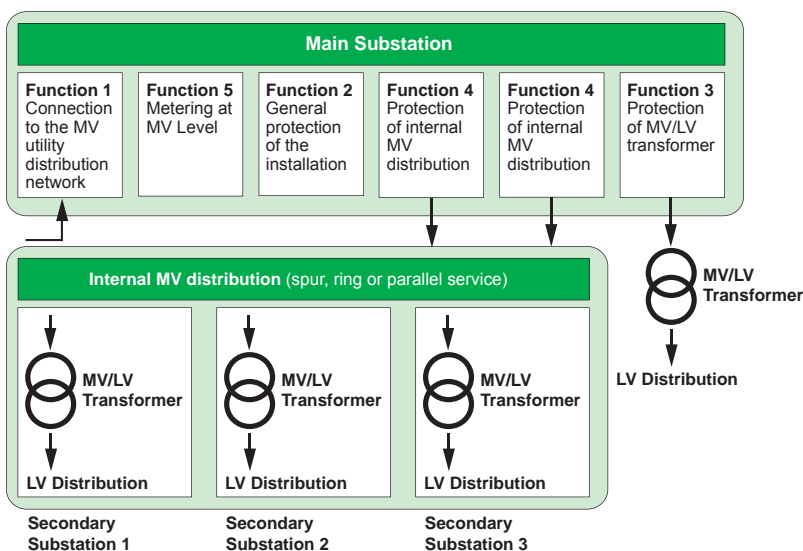 Main Substation
Function 1
Connection
to the MV
utility
distribution
network
Function 5
Metering at
MV Level
Function 2
General
protection
of the
installation
Function 4
Protection
of internal
MV
distribution
Function 4
Protection
of internal
MV
distribution
Function 3
Protection
of MV/LV
transformer
MV/LV
Transformer
LV Distribution
Internal MV distribution (spur, ring or parallel service)
MV/LV
Transformer
LV Distribution
MV/LV
Transformer
LV Distribution
MV/LV
Transformer
LV Distribution
Secondary
Substation 1
Secondary
Substation 2
Secondary
Substation 3